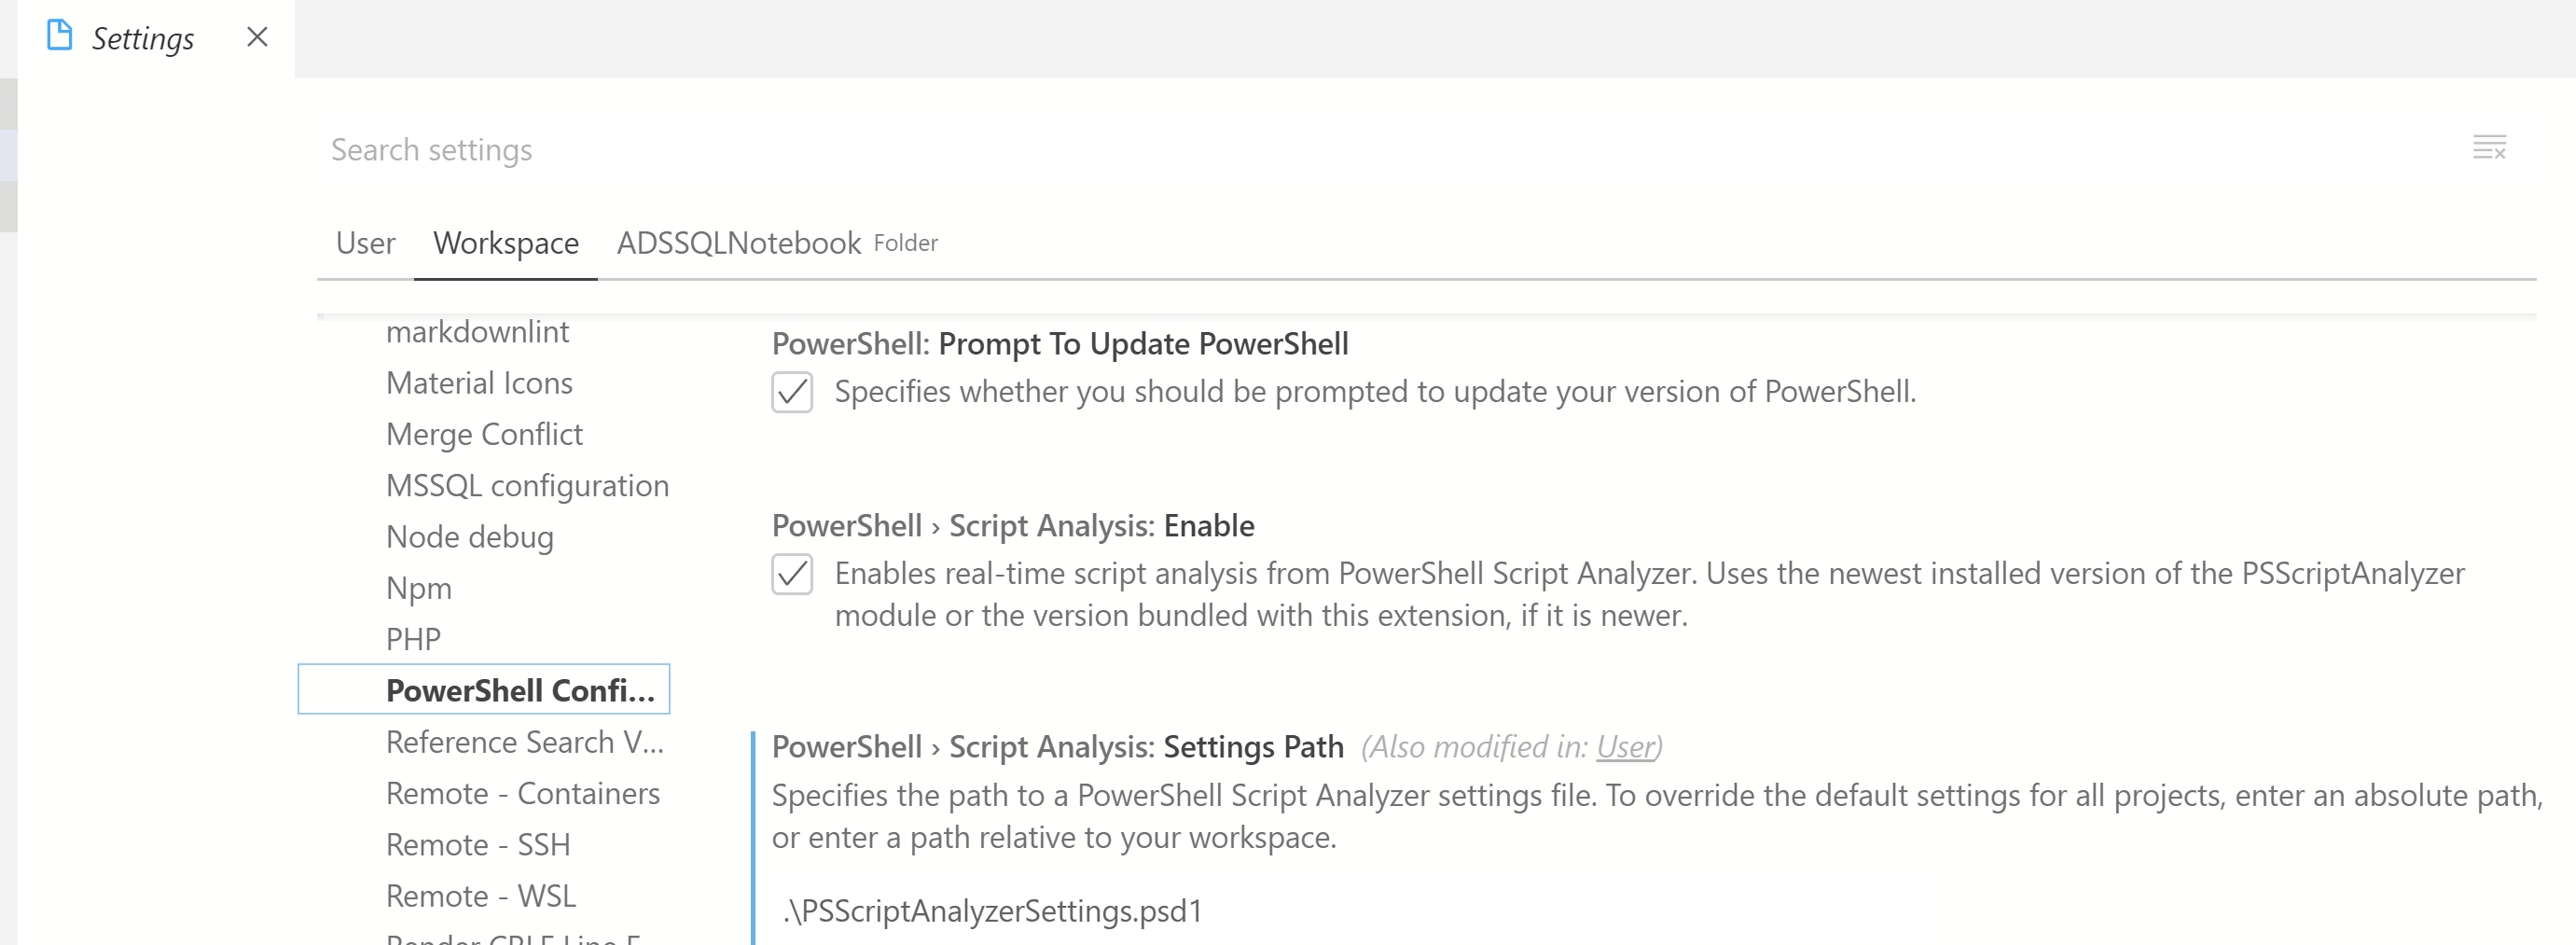 Settings
Search settings
User Workspace ADSSQLNotebook Folder
markdownlint
Material Icons
Merge Conflict
MSSQL configuration
Node debug
Npm
PHP
PowerShell Confi...
Reference Search V...
Remote - Containers
Remote - SSH
Remote - WSL
PowerShell: Prompt To Update PowerShell
Specifies whether you should be prompted to update your version of PowerShell.
PowerShell › Script Analysis: Enable
Enables real-time script analysis from PowerShell Script Analyzer. Uses the newest installed version of the PSScriptAnalyzer
module or the version bundled with this extension, if it is newer.
PowerShell › Script Analysis: Settings Path (Also modified in: User)
Specifies the path to a PowerShell Script Analyzer settings file. To override the default settings for all projects, enter an absolute path,
or enter a path relative to your workspace.
.\PSScriptAnalyzerSettings.psd1